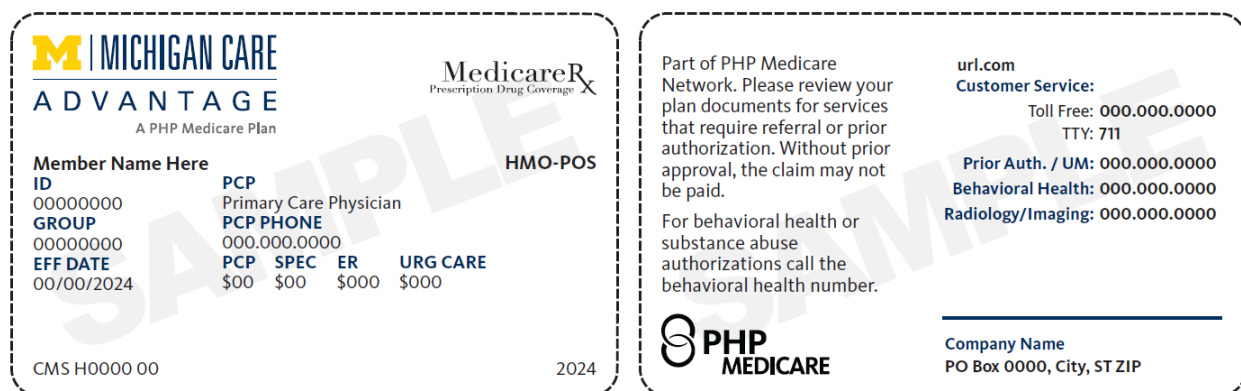 M | MICHIGAN CARE
ADVANTAGE
A PHP Medicare Plan
MedicareRx
Prescription Drug Coverage
Member Name Here
HMO-POS
ID
00000000
GROUP
00000000
EFF DATE
00/00/2024
PCP
Primary Care Physician
PCP PHONE
000.000.0000
PCP SPEC ER URG CARE
$00 $00 $000 $000
CMS H0000 00
2024
SAMPLE
Part of PHP Medicare
Network. Please review your
plan documents for services
that require referral or prior
authorization. Without prior
approval, the claim may not
be paid.
For behavioral health or
substance abuse
authorizations call the
behavioral health number.
PHP
MEDICARE
url.com
Customer Service:
Toll Free: 000.000.0000
TTY: 711
Prior Auth. / UM: 000.000.0000
Behavioral Health: 000.000.0000
Radiology/Imaging: 000.000.0000
Company Name
PO Box 0000, City, ST ZIP
SAMPLE